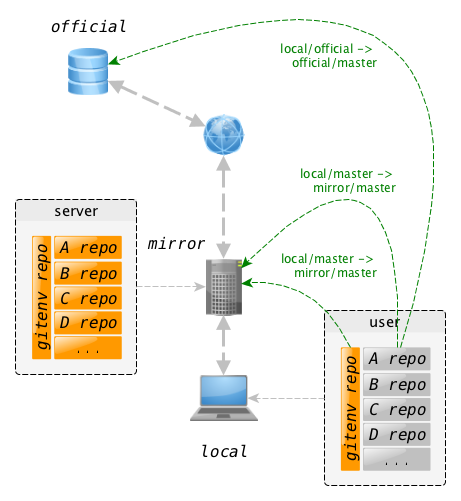 official
local/official ->
official/master
local/master ->
mirror/master
server
gitenv repo
A repo
B repo
C repo
D repo
...
mirror
local/master ->
mirror/master
user
gitenv repo
A repo
B repo
C repo
D repo
...
local